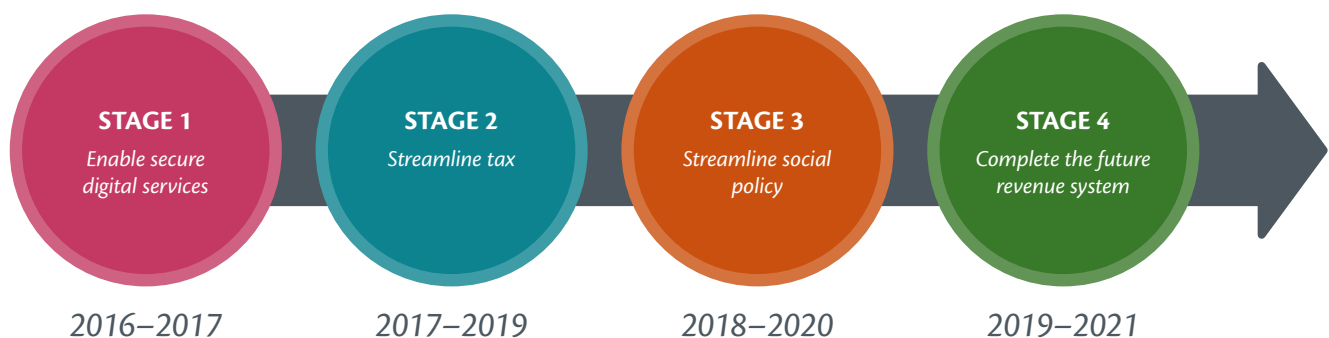 STAGE 1
Enable secure
digital services
2016–2017
STAGE 2
Streamline tax
2017–2019
STAGE 3
Streamline social
policy
2018–2020
STAGE 4
Complete the future
revenue system
2019–2021